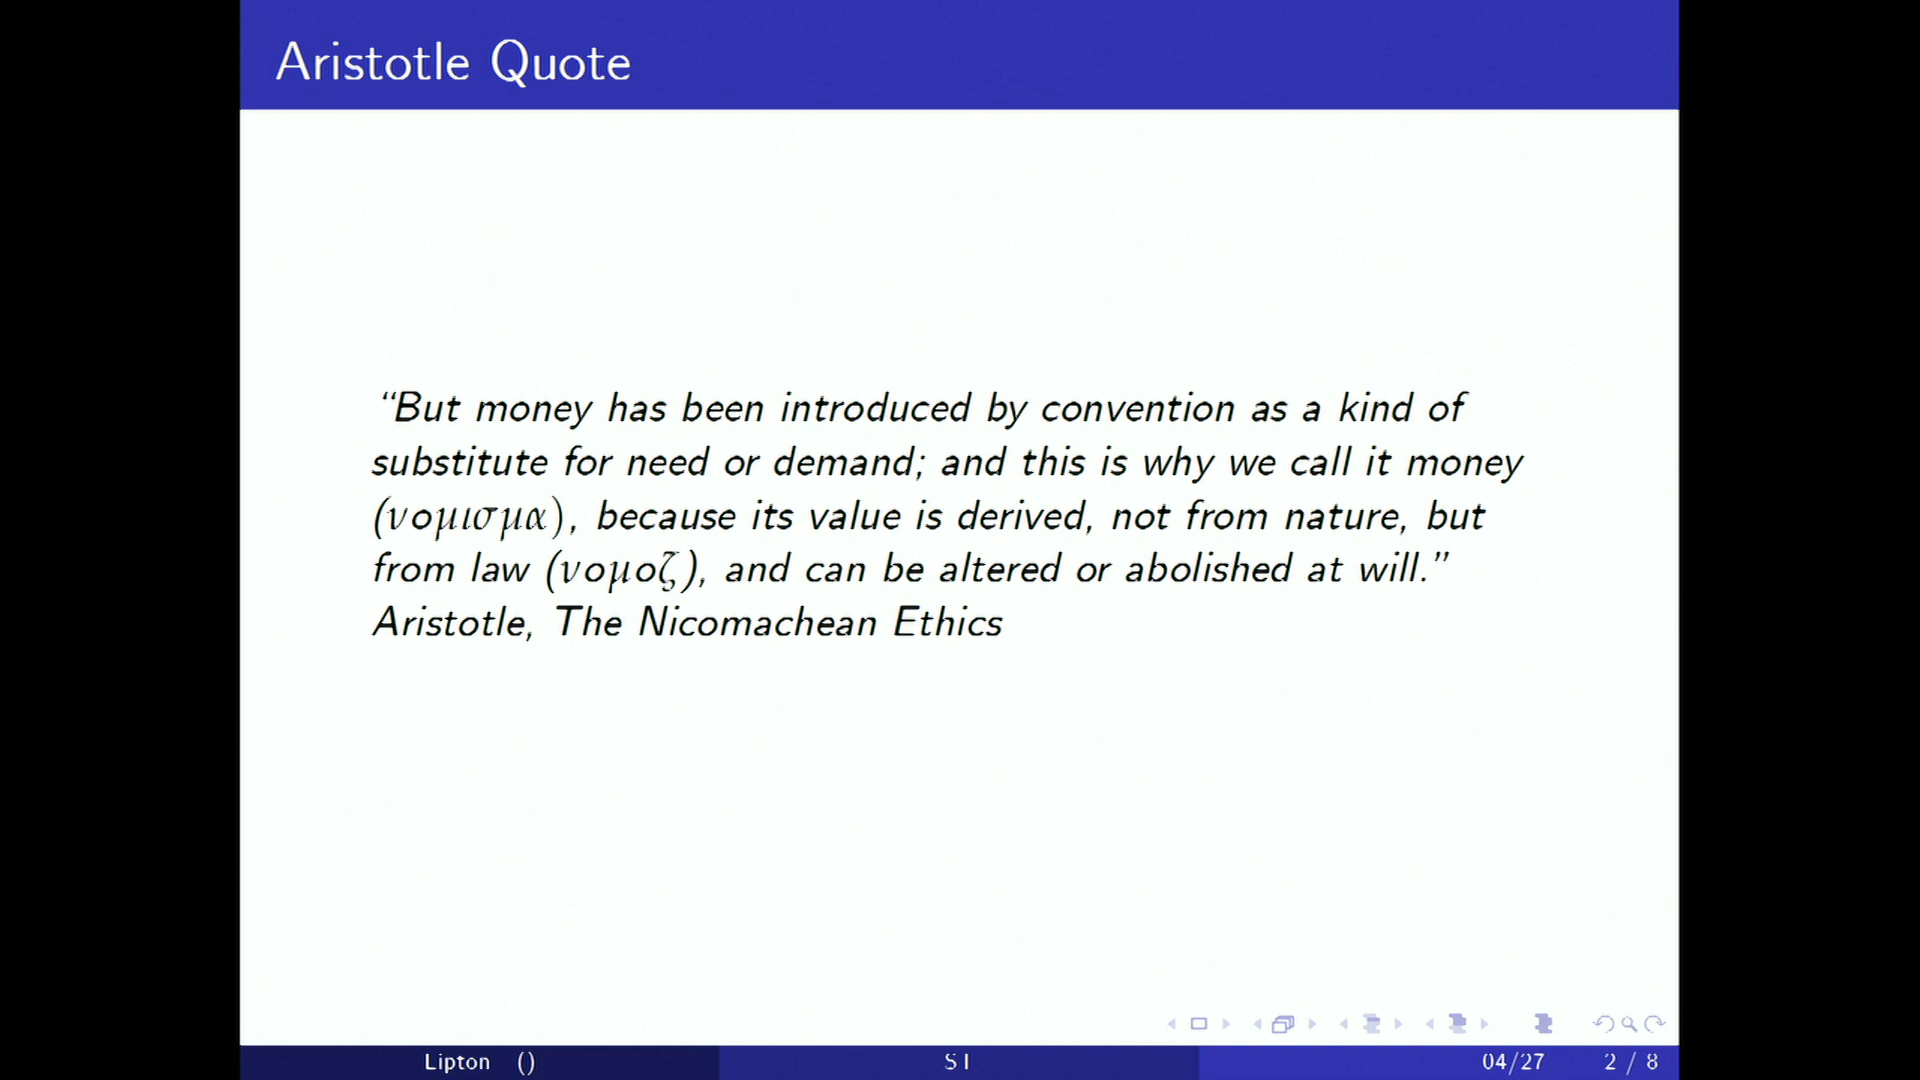 Aristotle Quote
“But money has been introduced by convention as a kind of
substitute for need or demand; and this is why we call it money
(νομισμα), because its value is derived, not from nature, but
from law (νομοζ), and can be altered or abolished at will.”
Aristotle, The Nicomachean Ethics
Lipton () S I 04/27 2 / 8